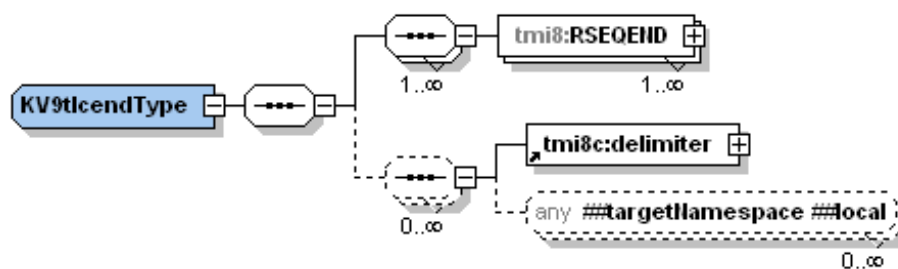 tmi8:RSEQEND
1..∞
1..∞
KV9tlcendType
tmi8c:delimiter
any ##targetNamespace ##local
0..∞
0..∞